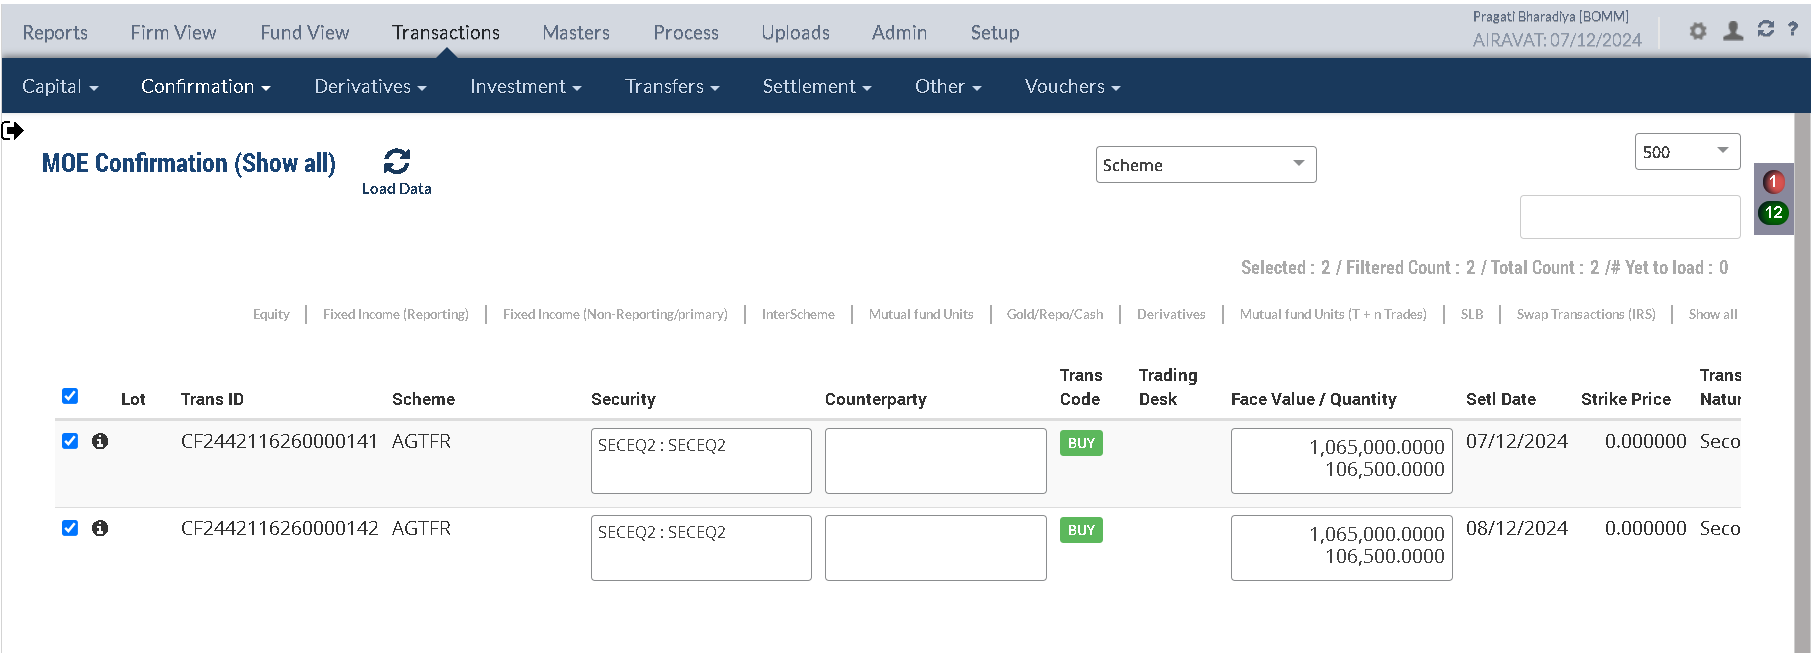 Reports Firm View Fund View Transactions Masters Process Uploads Admin Setup
Pragati Bharadiya [BOMM]
AIRAVAT: 07/12/2024
?
Capital Confirmation Derivatives Investment Transfers Settlement Other Vouchers
MOE Confirmation (Show all)
Load Data
Scheme
500
1
12
Selected : 2 / Filtered Count : 2 / Total Count : 2 /# Yet to load : 0
Equity | Fixed Income (Reporting) | Fixed Income (Non-Reporting/primary) | InterScheme | Mutual fund Units | Gold/Repo/Cash | Derivatives | Mutual fund Units (T + n Trades) | SLB | Swap Transactions (IRS) | Show all
Lot Trans ID Scheme Security Counterparty Trans Code Trading Desk Face Value / Quantity Setl Date Strike Price Trans Natur
CF2442116260000141 AGTFR SECEQ2 : SECEQ2 BUY 1,065,000.0000 07/12/2024 0.000000 Seco
106,500.0000
CF2442116260000142 AGTFR SECEQ2 : SECEQ2 BUY 1,065,000.0000 08/12/2024 0.000000 Seco
106,500.0000